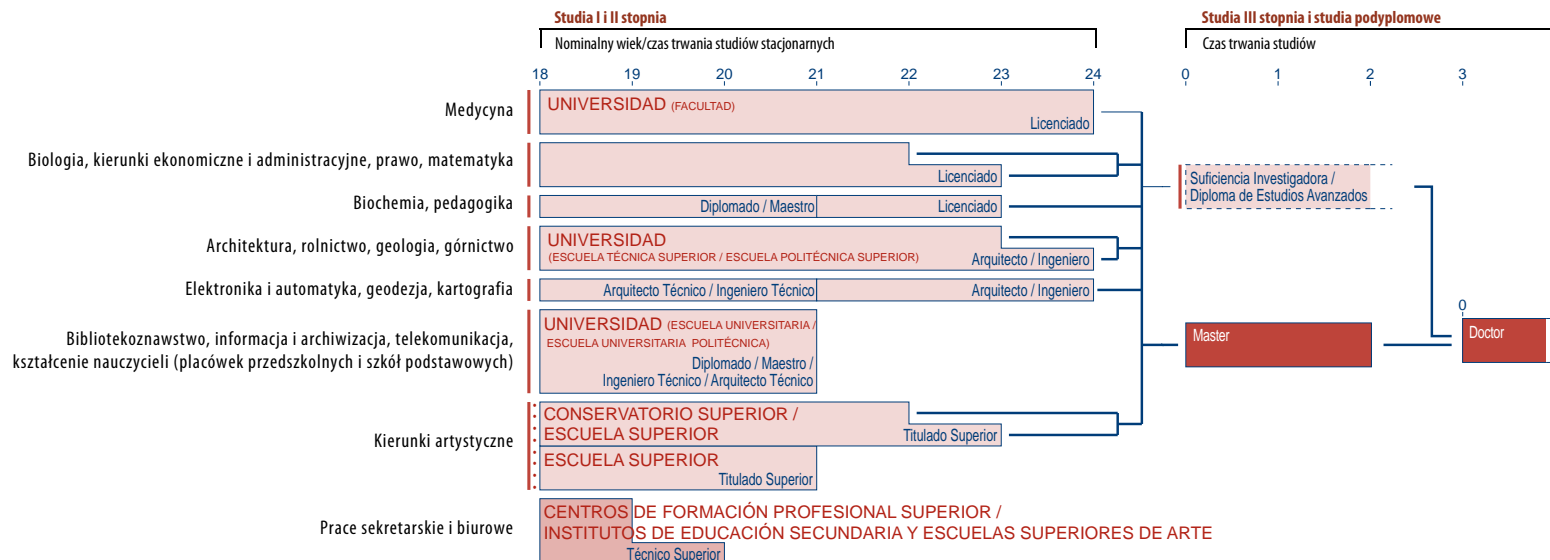 Studia I i II stopnia
Studia III stopnia i studia podyplomowe
Nominalny wiek/czas trwania studiów stacjonarnych
Czas trwania studiów
18 19 20 21 22 23 24 0 1 2 3
Medycyna
UNIVERSIDAD (FACULTAD)
Licenciado
Biologia, kierunki ekonomiczne i administracyjne, prawo, matematyka
Licenciado
Suficiencia Investigadora /
Diploma de Estudios Avanzados
Biochemia, pedagogika
Diplomado / Maestro
Licenciado
Architektura, rolnictwo, geologia, górnictwo
UNIVERSIDAD
(ESCUELA TÉCNICA SUPERIOR / ESCUELA POLITÉCNICA SUPERIOR)
Arquitecto / Ingeniero
Elektronika i automatyka, geodezja, kartografia
Arquitecto Técnico / Ingeniero Técnico
Arquitecto / Ingeniero
0
Bibliotekoznawstwo, informacja i archiwizacja, telekomunikacja,
kształcenie nauczycieli (placówek przedszkolnych i szkół podstawowych)
UNIVERSIDAD (ESCUELA UNIVERSITARIA /
ESCUELA UNIVERSITARIA POLITÉCNICA)
Diplomado / Maestro /
Ingeniero Técnico / Arquitecto Técnico
Master
Doctor
Kierunki artystyczne
CONSERVATORIO SUPERIOR /
ESCUELA SUPERIOR
Titulado Superior
ESCUELA SUPERIOR
Titulado Superior
Prace sekretarskie i biurowe
CENTROS DE FORMACIÓN PROFESIONAL SUPERIOR /
INSTITUTOS DE EDUCACIÓN SECUNDARIA Y ESCUELAS SUPERIORES DE ARTE
Técnico Superior